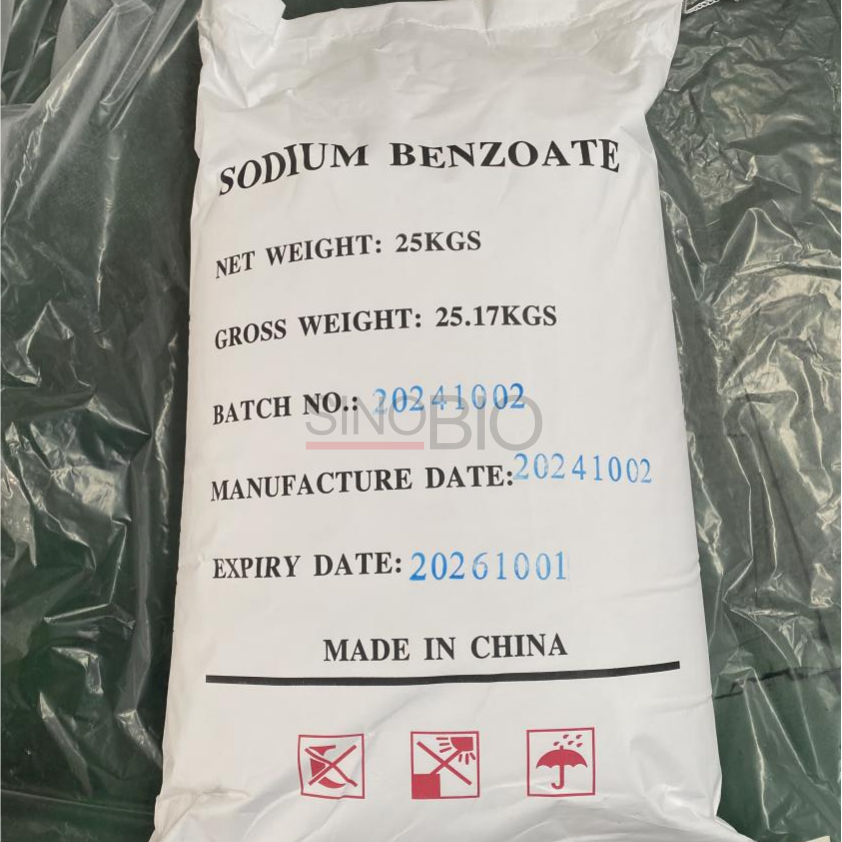 SODIUM BENZOATE
NET WEIGHT: 25KGS
GROSS WEIGHT: 25.17KGS
BATCH NO.: 20241002
SINOBIO
MANUFACTURE DATE:20241002
EXPIRY DATE: 20261001
MADE IN CHINA